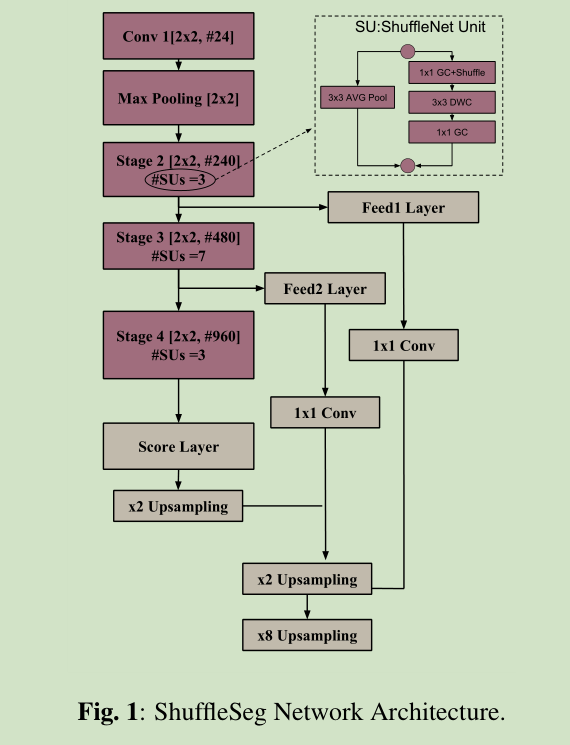 Conv 1[2x2, #24]
Max Pooling [2x2]
Stage 2 [2x2, #240]
#SUs =3
SU:ShuffleNet Unit
1x1 GC+Shuffle
3x3 AVG Pool
3x3 DWC
1x1 GC
Feed1 Layer
Stage 3 [2x2, #480]
#SUs =7
Feed2 Layer
Stage 4 [2x2, #960]
#SUs =3
1x1 Conv
1x1 Conv
Score Layer
x2 Upsampling
x2 Upsampling
x8 Upsampling
Fig. 1: ShuffleSeg Network Architecture.